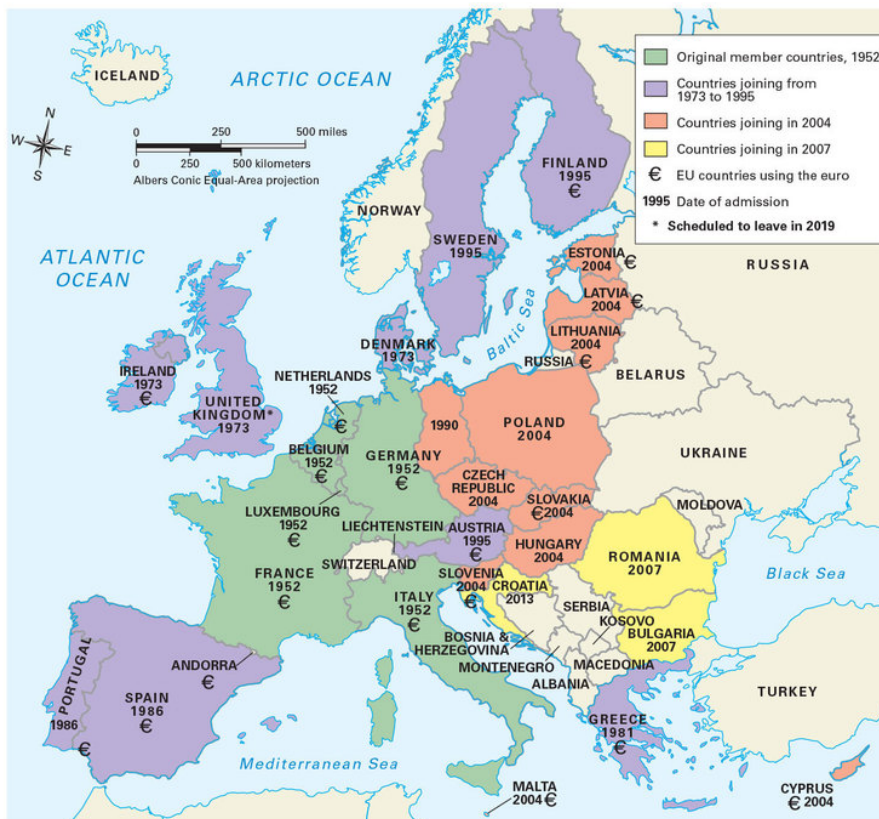 ICELAND
ARCTIC OCEAN
N
W
E
S
0 250 500 miles
0 250 500 kilometers
Albers Conic Equal-Area projection
Original member countries, 1952
Countries joining from
1973 to 1995
Countries joining in 2004
Countries joining in 2007
€ EU countries using the euro
1995 Date of admission
* Scheduled to leave in 2019
FINLAND
1995
€
NORWAY
SWEDEN
1995
ATLANTIC
OCEAN
ESTONIA
2004 €
RUSSIA
LATVIA
2004 €
LITHUANIA
2004
€
RUSSIA
Baltic Sea
DENMARK
1973
IRELAND
1973
€
UNITED
KINGDOM*
1973
NETHERLANDS
1952
€
BELARUS
BELGIUM
1952
€
GERMANY
1952
€
1990
POLAND
2004
UKRAINE
CZECH
REPUBLIC
2004
LUXEMBOURG
1952
€
SLOVAKIA
€ 2004
MOLDOVA
LIECHTENSTEIN
AUSTRIA
1995
€
HUNGARY
2004
SWITZERLAND
FRANCE
1952
€
SLOVENIA
2004
€
CROATIA
2013
ROMANIA
2007
Black Sea
ITALY
1952
€
SERBIA
KOSOVO
BOSNIA &
HERZEGOVINA
BULGARIA
2007
MONTENEGRO
MACEDONIA
ALBANIA
ANDORRA
€
PORTUGAL
1986
€
SPAIN
1986
€
TURKEY
GREECE
1981
€
Mediterranean Sea
MALTA
2004 €
CYPRUS
€ 2004